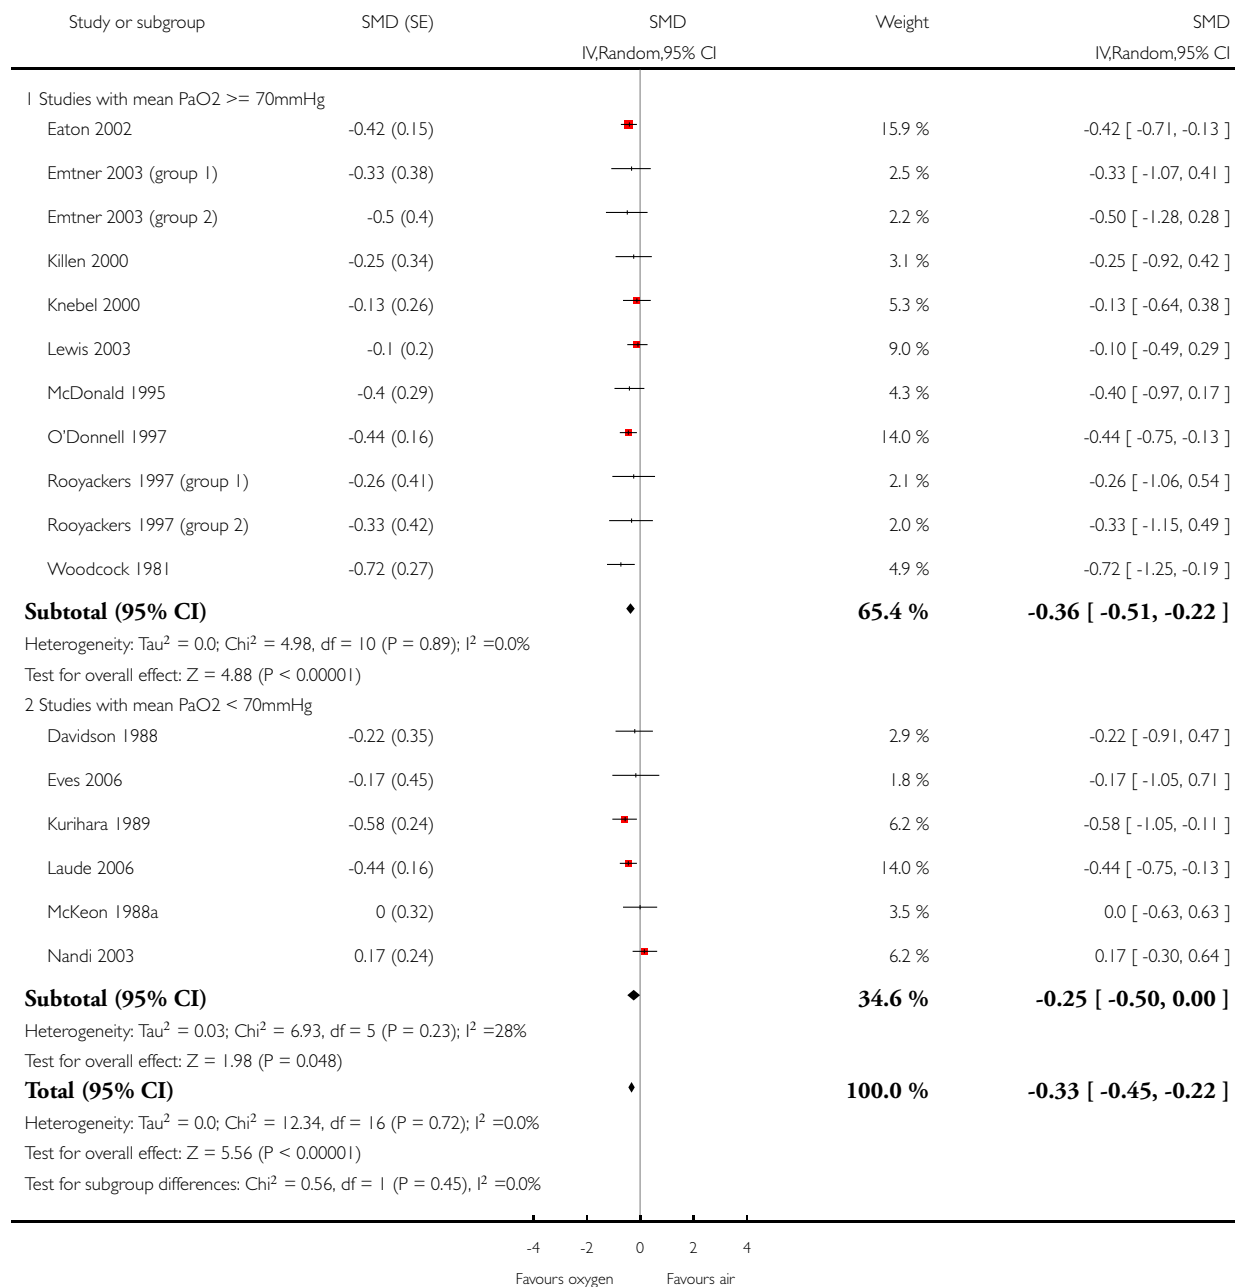 Study or subgroup SMD (SE) SMD Weight SMD
IV,Random,95% CI IV,Random,95% CI
1 Studies with mean PaO2 >= 70mmHg
Eaton 2002 -0.42 (0.15) 15.9 % -0.42 [ -0.71, -0.13 ]
Emtner 2003 (group 1) -0.33 (0.38) 2.5 % -0.33 [ -1.07, 0.41 ]
Emtner 2003 (group 2) -0.5 (0.4) 2.2 % -0.50 [ -1.28, 0.28 ]
Killen 2000 -0.25 (0.34) 3.1 % -0.25 [ -0.92, 0.42 ]
Knebel 2000 -0.13 (0.26) 5.3 % -0.13 [ -0.64, 0.38 ]
Lewis 2003 -0.1 (0.2) 9.0 % -0.10 [ -0.49, 0.29 ]
McDonald 1995 -0.4 (0.29) 4.3 % -0.40 [ -0.97, 0.17 ]
O'Donnell 1997 -0.44 (0.16) 14.0 % -0.44 [ -0.75, -0.13 ]
Rooyackers 1997 (group 1) -0.26 (0.41) 2.1 % -0.26 [ -1.06, 0.54 ]
Rooyackers 1997 (group 2) -0.33 (0.42) 2.0 % -0.33 [ -1.15, 0.49 ]
Woodcock 1981 -0.72 (0.27) 4.9 % -0.72 [ -1.25, -0.19 ]
Subtotal (95% CI) 65.4 % -0.36 [ -0.51, -0.22 ]
Heterogeneity: Tau² = 0.0; Chi² = 4.98, df = 10 (P = 0.89); I² =0.0%
Test for overall effect: Z = 4.88 (P < 0.00001)
2 Studies with mean PaO2 < 70mmHg
Davidson 1988 -0.22 (0.35) 2.9 % -0.22 [ -0.91, 0.47 ]
Eves 2006 -0.17 (0.45) 1.8 % -0.17 [ -1.05, 0.71 ]
Kurihara 1989 -0.58 (0.24) 6.2 % -0.58 [ -1.05, -0.11 ]
Laude 2006 -0.44 (0.16) 14.0 % -0.44 [ -0.75, -0.13 ]
McKeon 1988a 0 (0.32) 3.5 % 0.0 [ -0.63, 0.63 ]
Nandi 2003 0.17 (0.24) 6.2 % 0.17 [ -0.30, 0.64 ]
Subtotal (95% CI) 34.6 % -0.25 [ -0.50, 0.00 ]
Heterogeneity: Tau² = 0.03; Chi² = 6.93, df = 5 (P = 0.23); I² =28%
Test for overall effect: Z = 1.98 (P = 0.048)
Total (95% CI) 100.0 % -0.33 [ -0.45, -0.22 ]
Heterogeneity: Tau² = 0.0; Chi² = 12.34, df = 16 (P = 0.72); I² =0.0%
Test for overall effect: Z = 5.56 (P < 0.00001)
Test for subgroup differences: Chi² = 0.56, df = 1 (P = 0.45), I² =0.0%
-4 -2 0 2 4
Favours oxygen Favours air